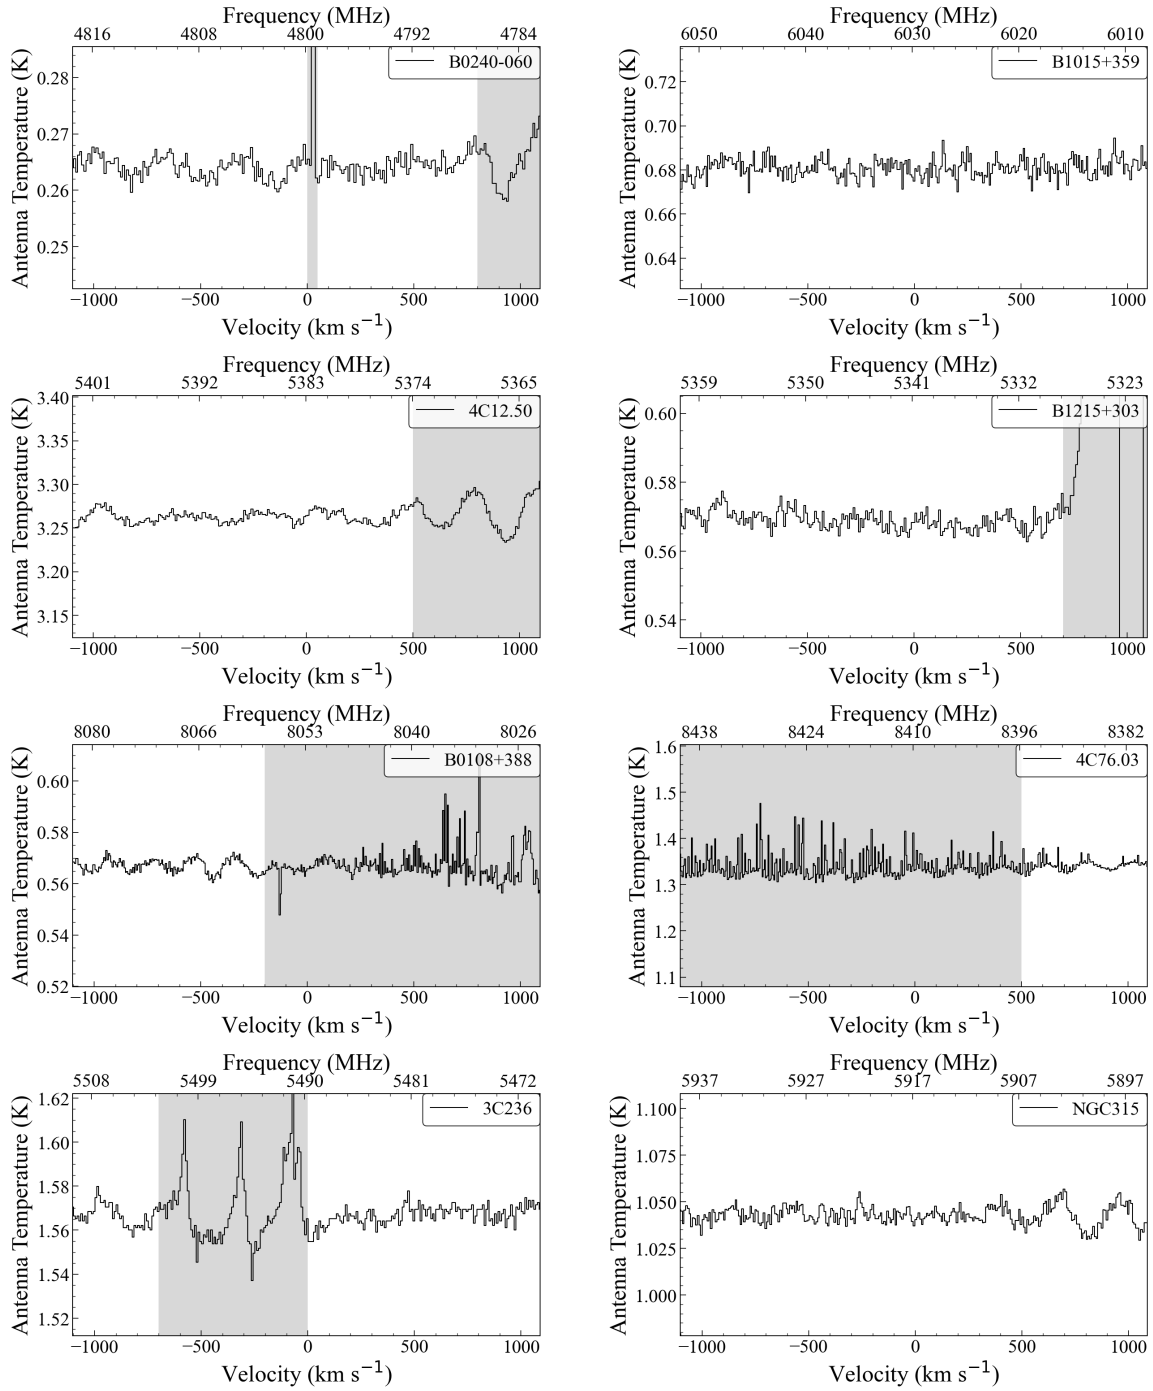 Frequency (MHz) Frequency (MHz)
4816 4808 4800 4792 4784 6050 6040 6030 6020 6010
B0240-060 B1015+359
Antenna Temperature (K) Antenna Temperature (K)
0.28 0.27 0.26 0.25 0.72 0.70 0.68 0.66 0.64
−1000 −500 0 500 1000 −1000 −500 0 500 1000
Velocity (km s−1) Velocity (km s−1)
Frequency (MHz) Frequency (MHz)
5401 5392 5383 5374 5365 5359 5350 5341 5332 5323
4C12.50 B1215+303
Antenna Temperature (K) Antenna Temperature (K)
3.40 3.35 3.30 3.25 3.20 3.15 0.60 0.58 0.56 0.54
−1000 −500 0 500 1000 −1000 −500 0 500 1000
Velocity (km s−1) Velocity (km s−1)
Frequency (MHz) Frequency (MHz)
8080 8066 8053 8040 8026 8438 8424 8410 8396 8382
B0108+388 4C76.03
Antenna Temperature (K) Antenna Temperature (K)
0.60 0.58 0.56 0.54 0.52 1.6 1.5 1.4 1.3 1.2 1.1
−1000 −500 0 500 1000 −1000 −500 0 500 1000
Velocity (km s−1) Velocity (km s−1)
Frequency (MHz) Frequency (MHz)
5508 5499 5490 5481 5472 5937 5927 5917 5907 5897
3C236 NGC315
Antenna Temperature (K) Antenna Temperature (K)
1.62 1.60 1.58 1.56 1.54 1.52 1.100 1.075 1.050 1.025 1.000
−1000 −500 0 500 1000 −1000 −500 0 500 1000
Velocity (km s−1) Velocity (km s−1)